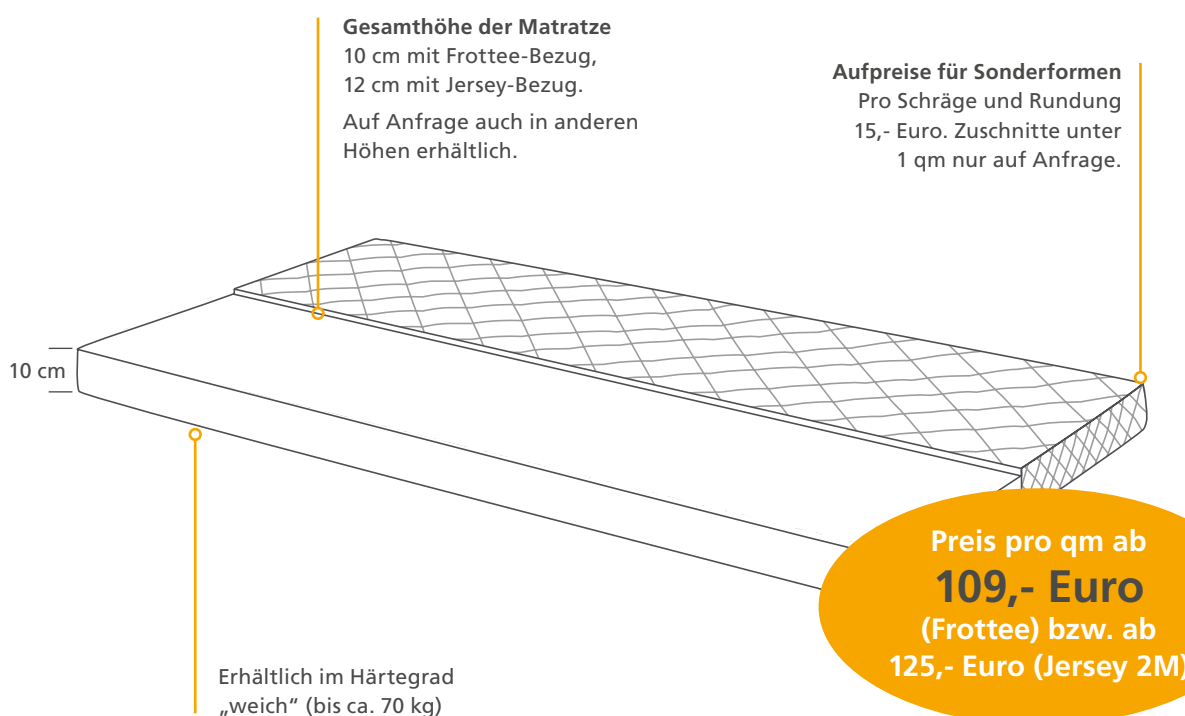 Gesamthöhe der Matratze
10 cm mit Frottee-Bezug,
12 cm mit Jersey-Bezug.
Auf Anfrage auch in anderen
Höhen erhältlich.
Aufpreise für Sonderformen
Pro Schräge und Rundung
15,- Euro. Zuschnitte unter
1 qm nur auf Anfrage.
10 cm
Preis pro qm ab
109,- Euro
(Frottee) bzw. ab
125,- Euro (Jersey 2M)
Erhältlich im Härtegrad
„weich“ (bis ca. 70 kg)